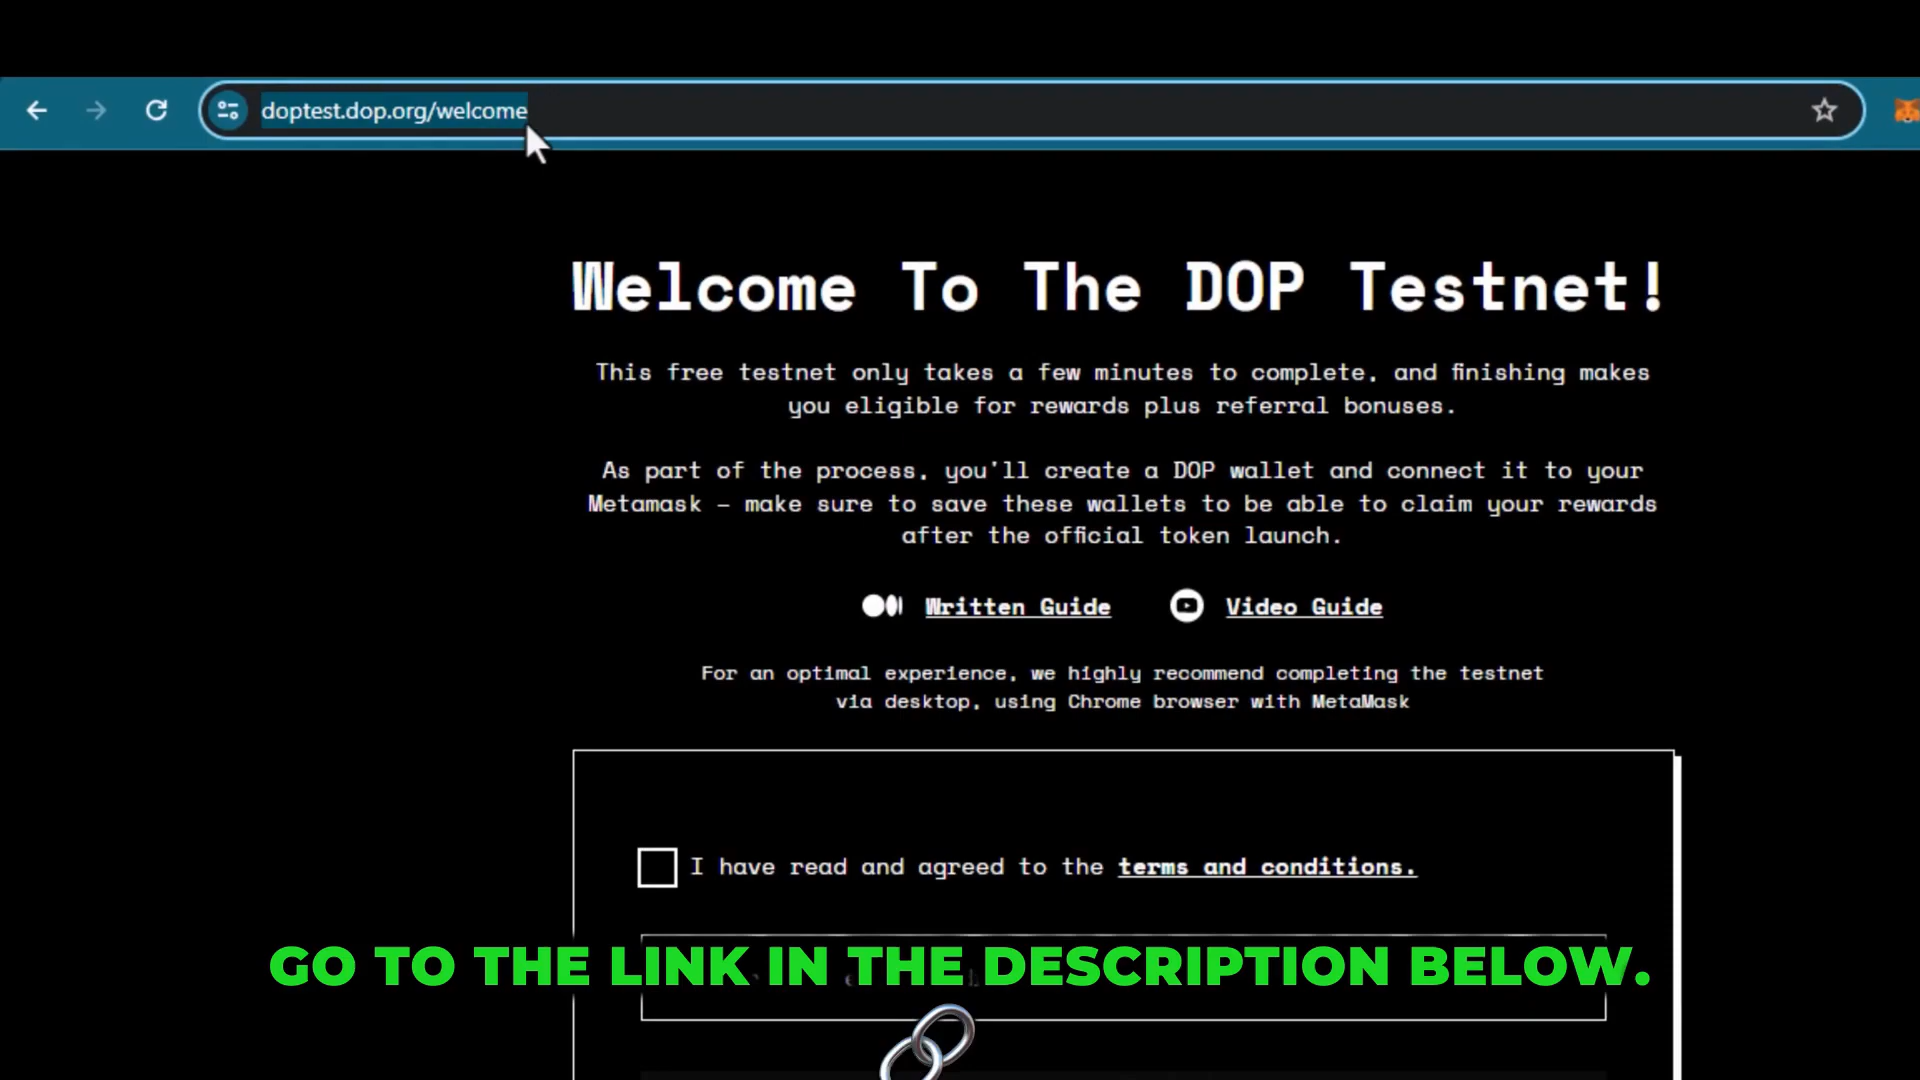 doptest.dop.org/welcome
Welcome To The DOP Testnet!
This free testnet only takes a few minutes to complete, and finishing makes
you eligible for rewards plus referral bonuses.
As part of the process, you'll create a DOP wallet and connect it to your
Metamask – make sure to save these wallets to be able to claim your rewards
after the official token launch.
Written Guide
Video Guide
For an optimal experience, we highly recommend completing the testnet
via desktop, using Chrome browser with MetaMask
I have read and agreed to the terms and conditions.
GO TO THE LINK IN THE DESCRIPTION BELOW.